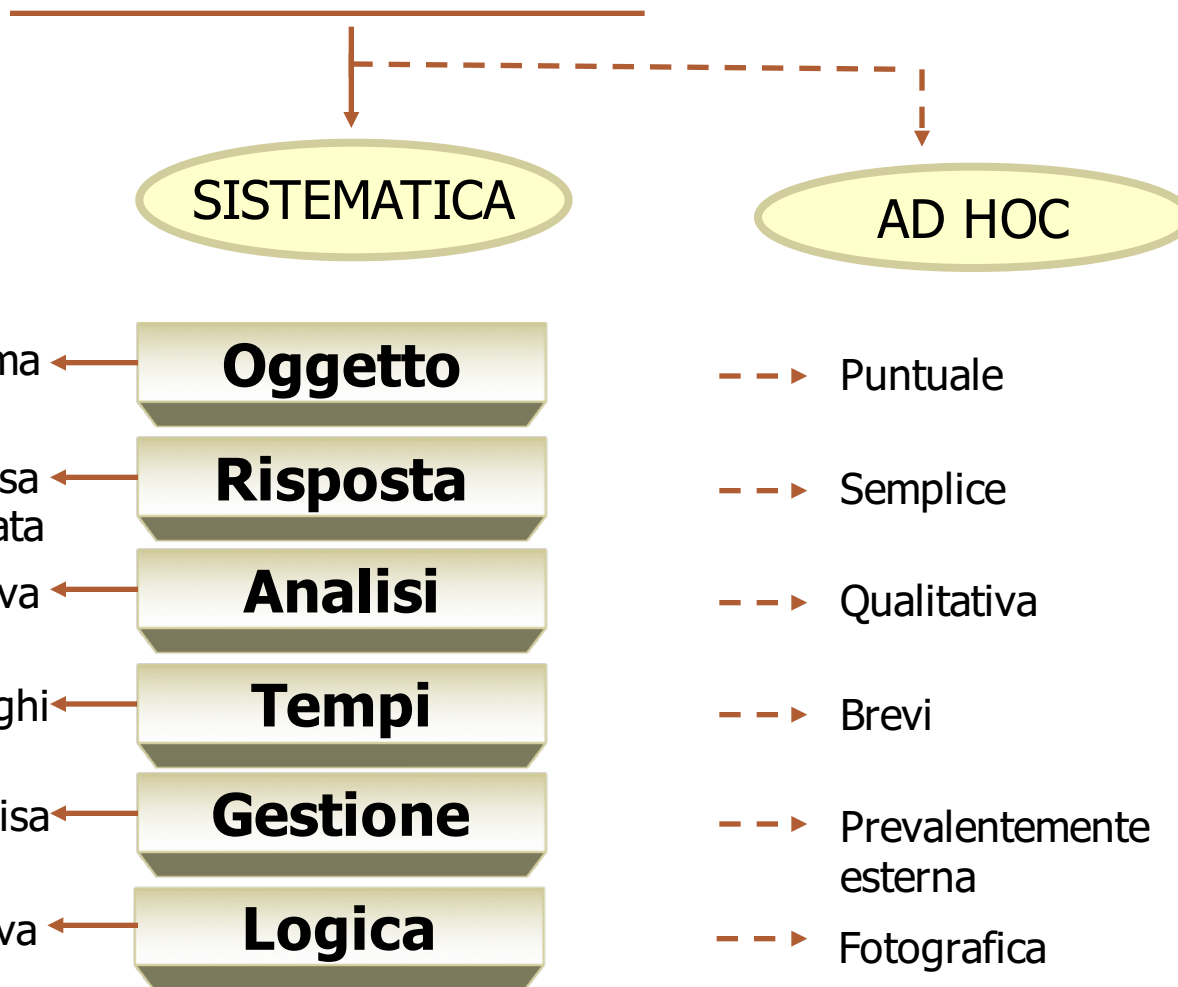 SISTEMATICA
AD HOC
ma Oggetto Puntuale
sa Risposta Semplice
ata
va Analisi Qualitativa
ghi Tempi Brevi
isa Gestione Prevalentemente
esterna
va Logica Fotografica